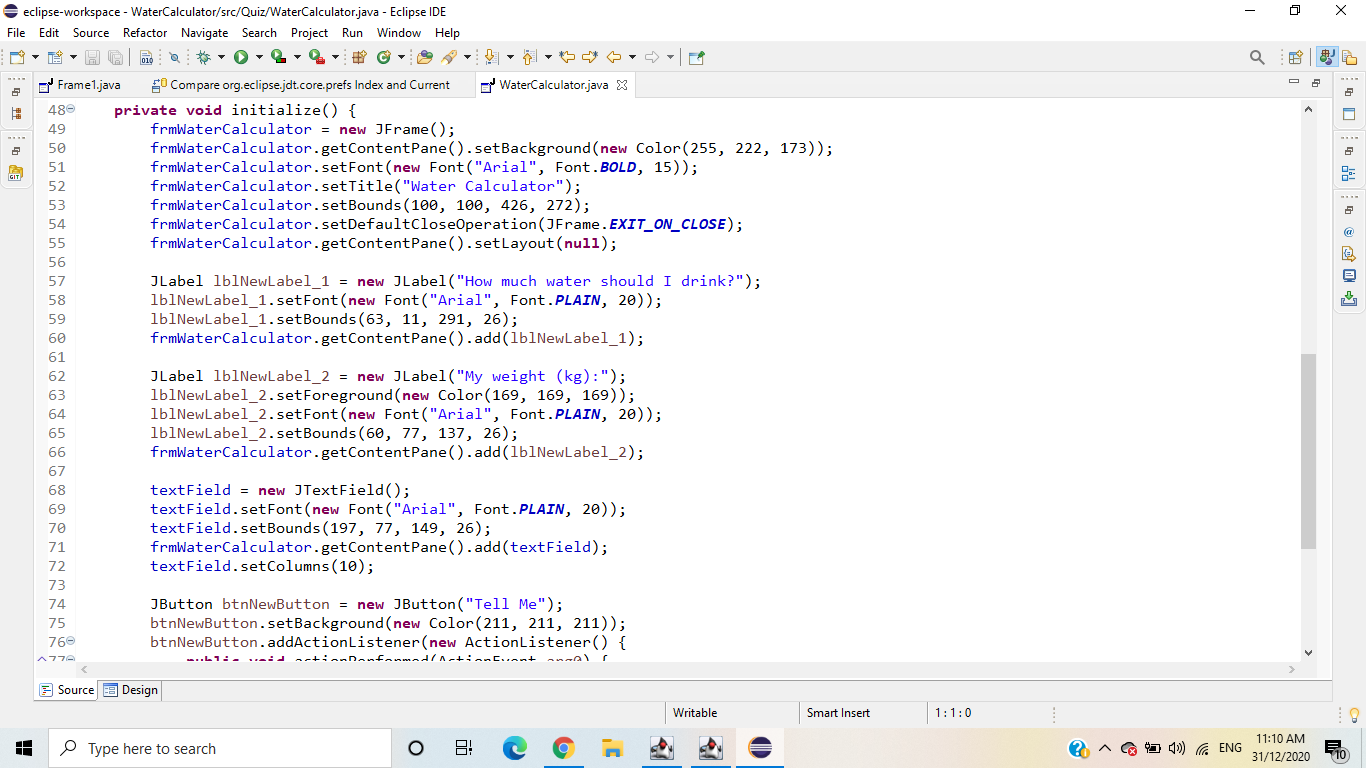 eclipse-workspace - WaterCalculator/src/Quiz/WaterCalculator.java - Eclipse IDE
File Edit Source Refactor Navigate Search Project Run Window Help
Frame1.java Compare org.eclipse.jdt.core.prefs Index and Current WaterCalculator.java
48 private void initialize() {
49 frmWaterCalculator = new JFrame();
50 frmWaterCalculator.getContentPane().setBackground(new Color(255, 222, 173));
51 frmWaterCalculator.setFont(new Font("Arial", Font.BOLD, 15));
52 frmWaterCalculator.setTitle("Water Calculator");
53 frmWaterCalculator.setBounds(100, 100, 426, 272);
54 frmWaterCalculator.setDefaultCloseOperation(JFrame.EXIT_ON_CLOSE);
55 frmWaterCalculator.getContentPane().setLayout(null);
56
57 JLabel lblNewLabel_1 = new JLabel("How much water should I drink?");
58 lblNewLabel_1.setFont(new Font("Arial", Font.PLAIN, 20));
59 lblNewLabel_1.setBounds(63, 11, 291, 26);
60 frmWaterCalculator.getContentPane().add(lblNewLabel_1);
61
62 JLabel lblNewLabel_2 = new JLabel("My weight (kg):");
63 lblNewLabel_2.setForeground(new Color(169, 169, 169));
64 lblNewLabel_2.setFont(new Font("Arial", Font.PLAIN, 20));
65 lblNewLabel_2.setBounds(60, 77, 137, 26);
66 frmWaterCalculator.getContentPane().add(lblNewLabel_2);
67
68 textField = new JTextField();
69 textField.setFont(new Font("Arial", Font.PLAIN, 20));
70 textField.setBounds(197, 77, 149, 26);
71 frmWaterCalculator.getContentPane().add(textField);
72 textField.setColumns(10);
73
74 JButton btnNewButton = new JButton("Tell Me");
75 btnNewButton.setBackground(new Color(211, 211, 211));
76 btnNewButton.addActionListener(new ActionListener() {
77 public void actionPerformed(ActionEvent arg0) {
Source Design
Writable Smart Insert 1 : 1 : 0
Type here to search
ENG
11:10 AM
31/12/2020
10